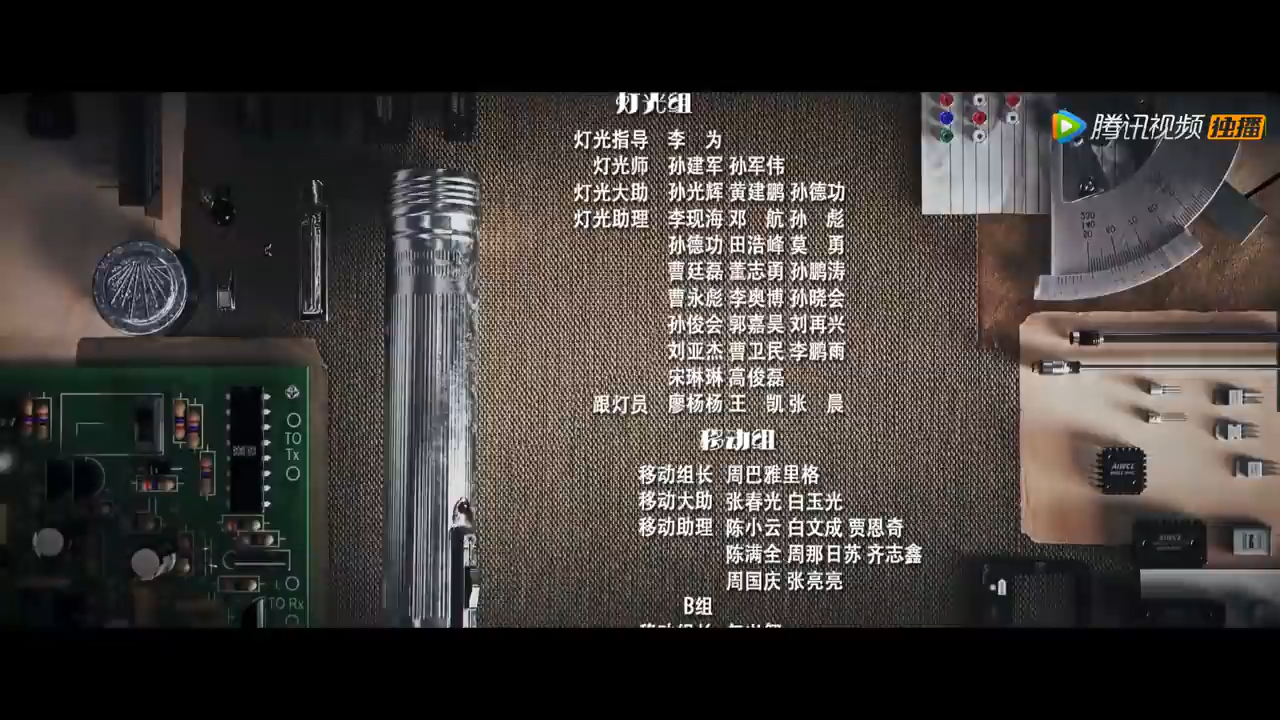 灯光组
腾讯视频 独播
灯光指导 李 为
灯光师 孙建军 孙军伟
灯光大助 孙光辉 黄建鹏 孙德功
灯光助理 李现海 邓 航 孙 彪
孙德功 田浩峰 莫 勇
曹廷磊 董志勇 孙鹏涛
曹永彪 李奥博 孙晓会
孙俊会 郭嘉昊 刘再兴
刘亚杰 曹卫民 李鹏雨
宋琳琳 高俊磊
跟灯员 廖杨杨 王 凯 张 晨
移动组
移动组长 周巴雅里格
移动大助 张春光 白玉光
移动助理 陈小云 白文成 贾恩奇
陈满全 周那日苏 齐志鑫
周国庆 张亮亮
B组
TO
Tx
TO Rx